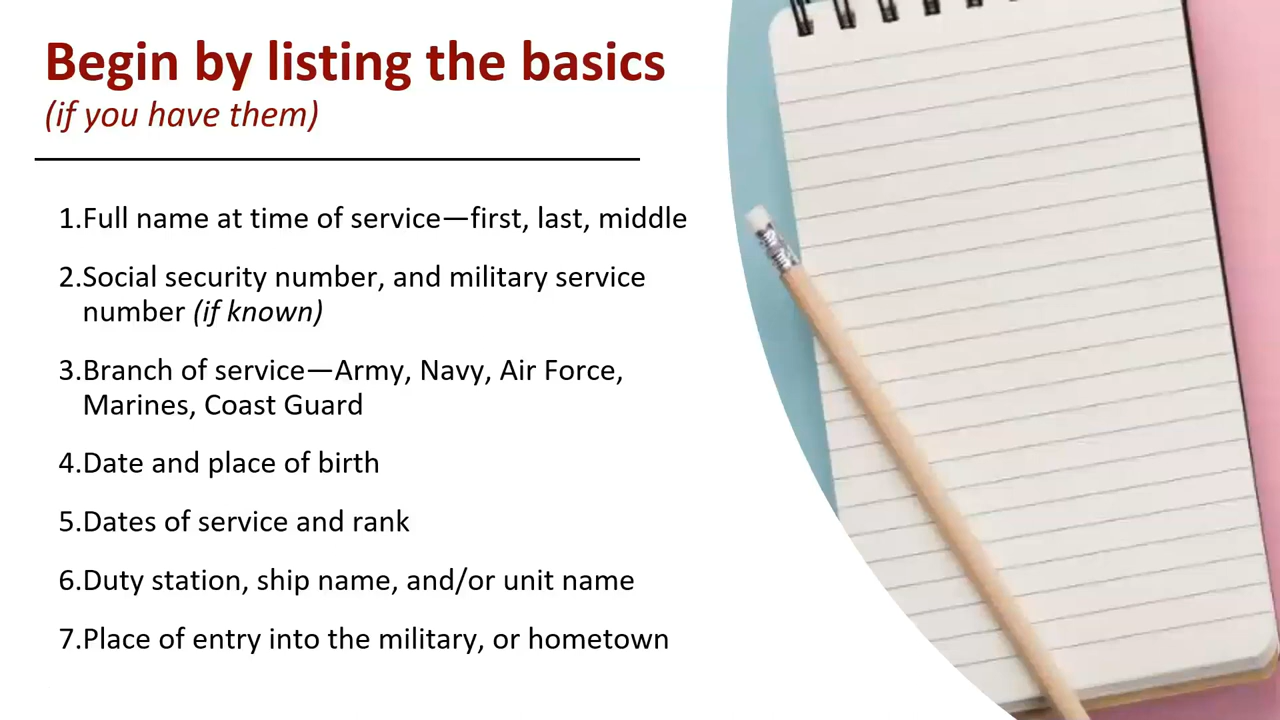 Begin by listing the basics
(if you have them)
1.Full name at time of service—first, last, middle
2.Social security number, and military service
number (if known)
3.Branch of service—Army, Navy, Air Force,
Marines, Coast Guard
4.Date and place of birth
5.Dates of service and rank
6.Duty station, ship name, and/or unit name
7.Place of entry into the military, or hometown